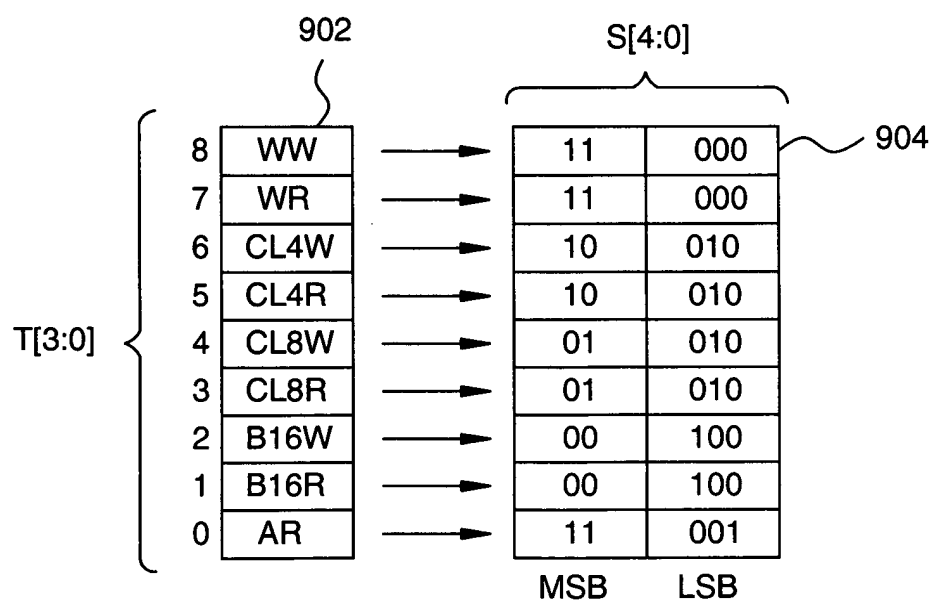 902
S[4:0]
8 WW 11 000
904
7 WR 11 000
6 CL4W 10 010
5 CL4R 10 010
T[3:0]
4 CL8W 01 010
3 CL8R 01 010
2 B16W 00 100
1 B16R 00 100
0 AR 11 001
MSB LSB